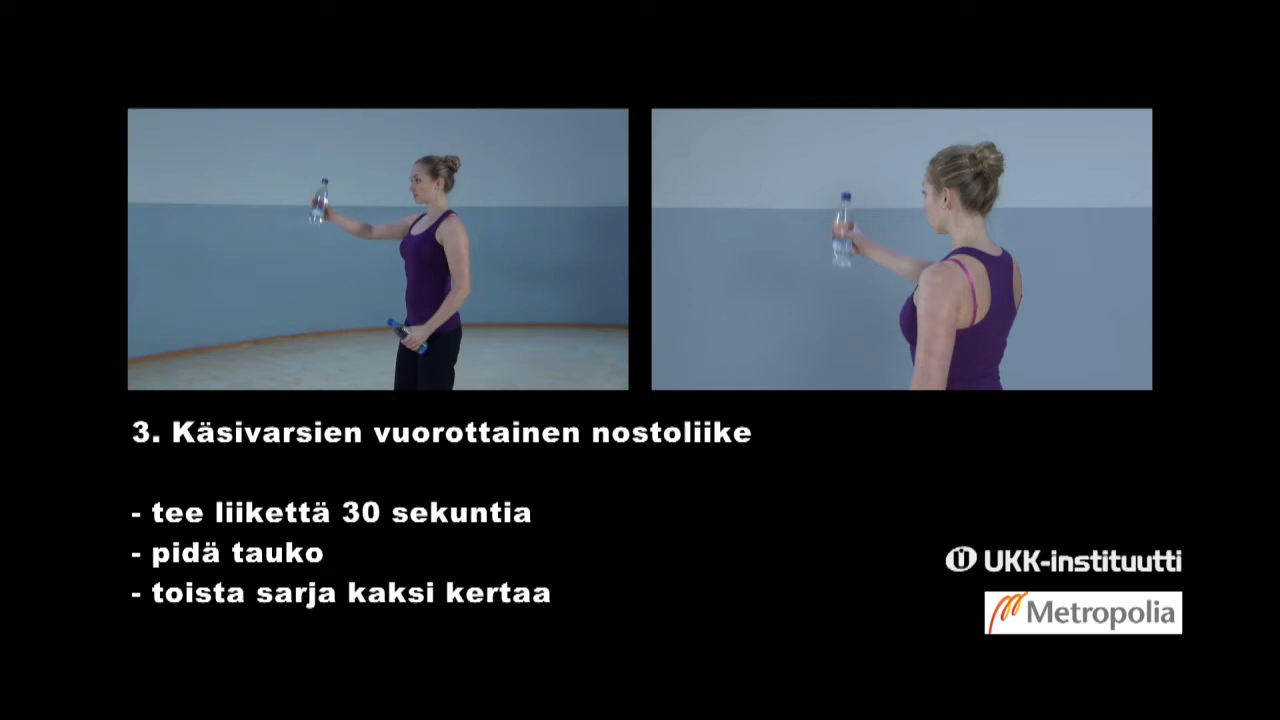 3. Käsivarsien vuorottainen nostoliike
- tee liikettä 30 sekuntia
- pidä tauko
- toista sarja kaksi kertaa
UKK-instituutti
Metropolia